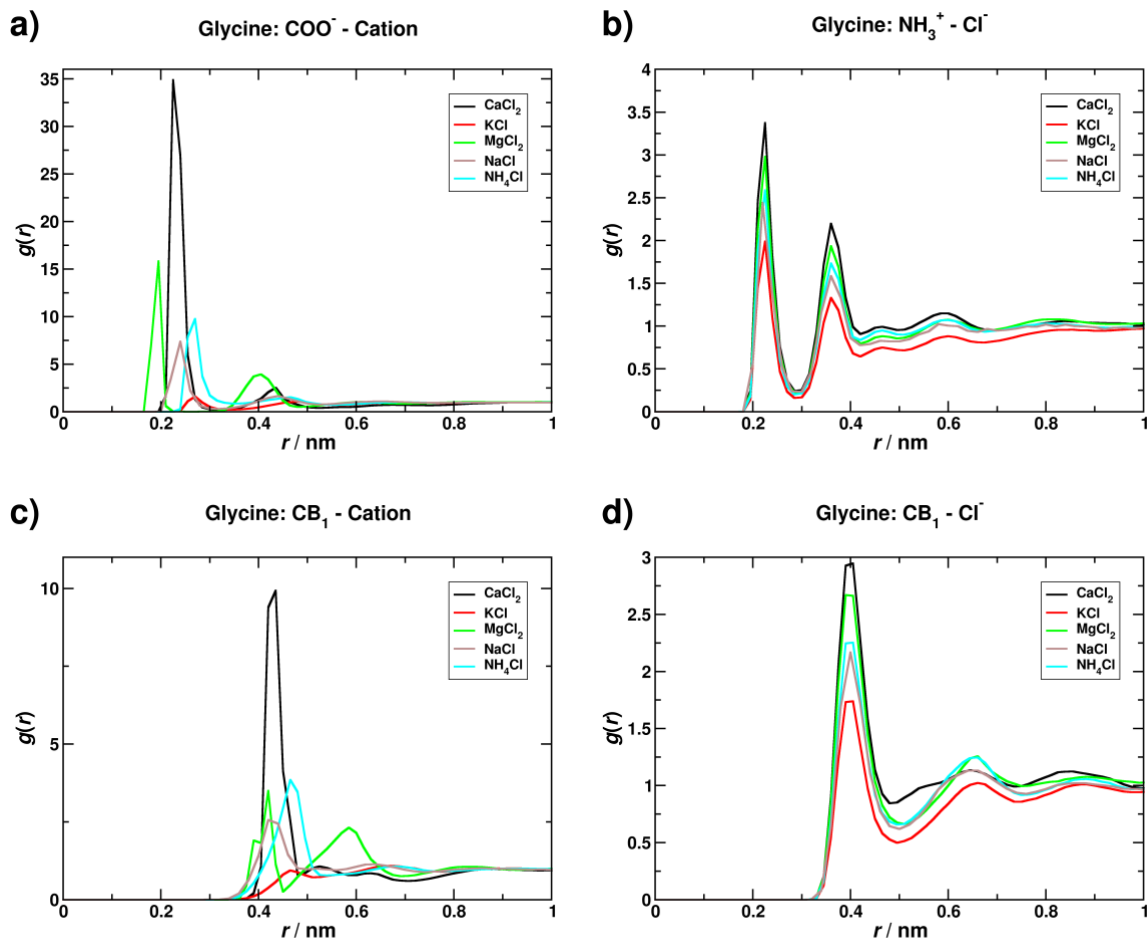 a)
Glycine: COO⁻ - Cation
35
30
25
20
15
10
5
0
g(r)
CaCl₂
KCl
MgCl₂
NaCl
NH₄Cl
0 0.2 0.4 0.6 0.8 1
r / nm
b)
Glycine: NH₃⁺ - Cl⁻
4
3.5
3
2.5
2
1.5
1
0.5
0
g(r)
CaCl₂
KCl
MgCl₂
NaCl
NH₄Cl
0 0.2 0.4 0.6 0.8 1
r / nm
c)
Glycine: CB₁ - Cation
10
5
0
g(r)
CaCl₂
KCl
MgCl₂
NaCl
NH₄Cl
0 0.2 0.4 0.6 0.8 1
r / nm
d)
Glycine: CB₁ - Cl⁻
3
2.5
2
1.5
1
0.5
0
g(r)
CaCl₂
KCl
MgCl₂
NaCl
NH₄Cl
0 0.2 0.4 0.6 0.8 1
r / nm